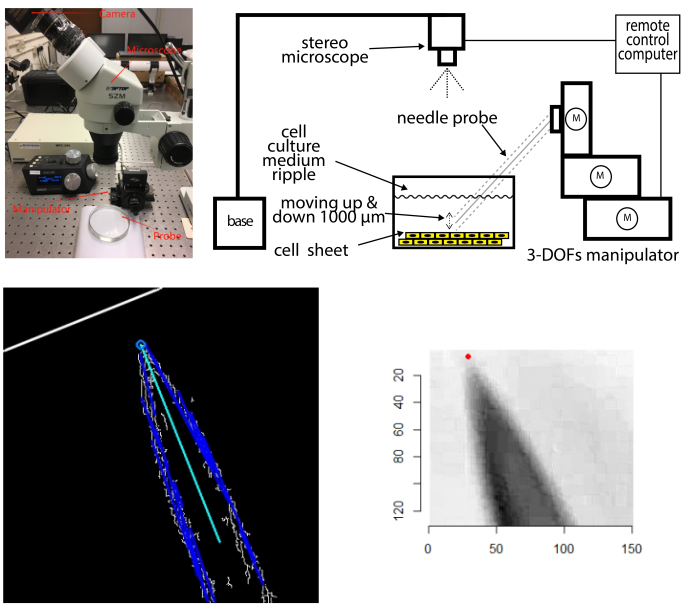 Camera
Microscope
TOP
SZM
Manipulator
Probe
stereo
microscope
remote
control
computer
needle probe
M
cell
culture
medium
ripple
M
moving up &
down 1000 µm
base
M
cell sheet
3-DOFs manipulator
20
40
60
80
120
0
50
100
150